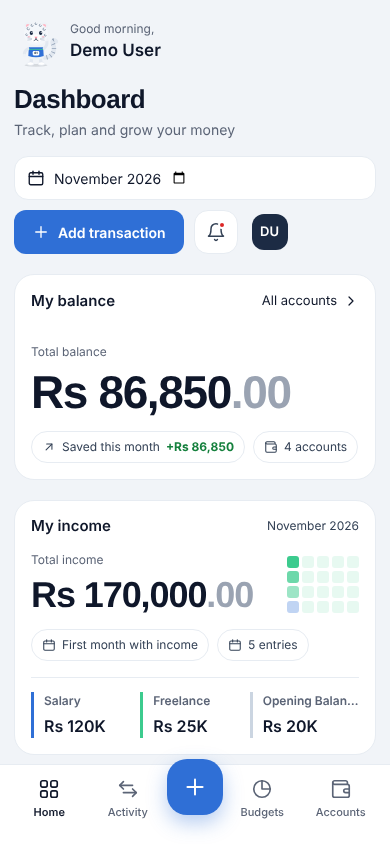 Good morning,
Demo User
Dashboard
Track, plan and grow your money
November 2026
Add transaction
DU
My balance
All accounts
Total balance
Rs 86,850.00
Saved this month +Rs 86,850
4 accounts
My income
November 2026
Total income
Rs 170,000.00
First month with income
5 entries
Salary
Freelance
Opening Balan...
Rs 120K
Rs 25K
Rs 20K
Home
Activity
Budgets
Accounts